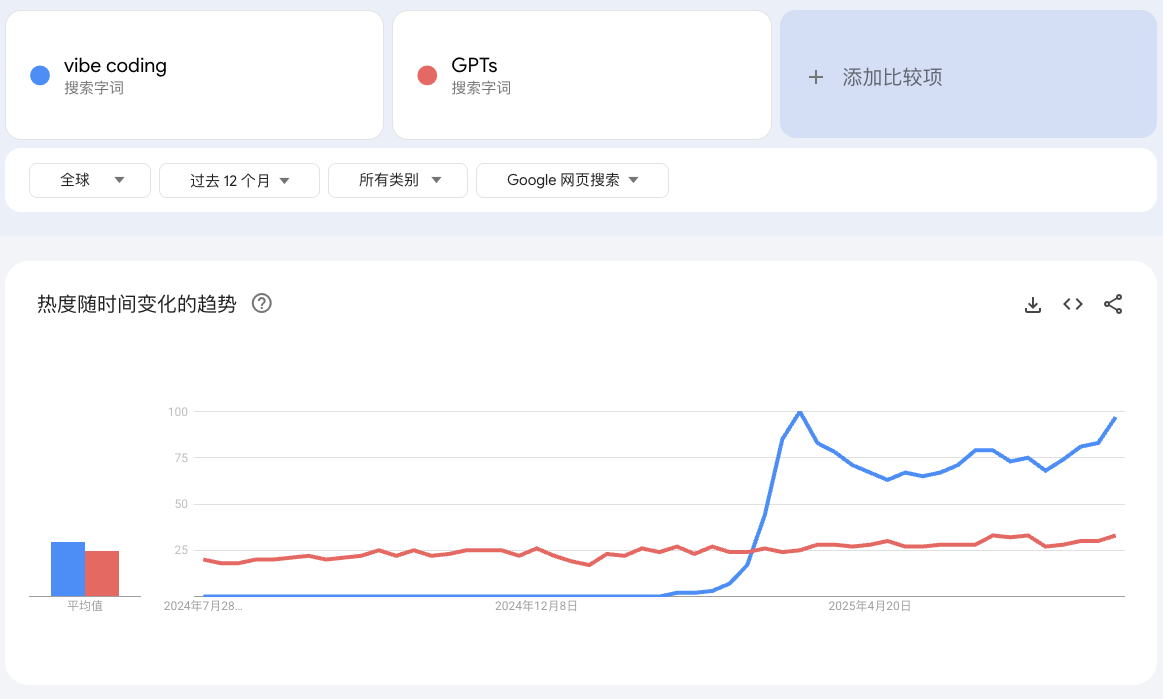 vibe coding
搜索字词
GPTs
搜索字词
+ 添加比较项
全球
过去 12 个月
所有类别
Google 网页搜索
热度随时间变化的趋势
100
75
50
25
平均值
2024年7月28…
2024年12月8日
2025年4月20日